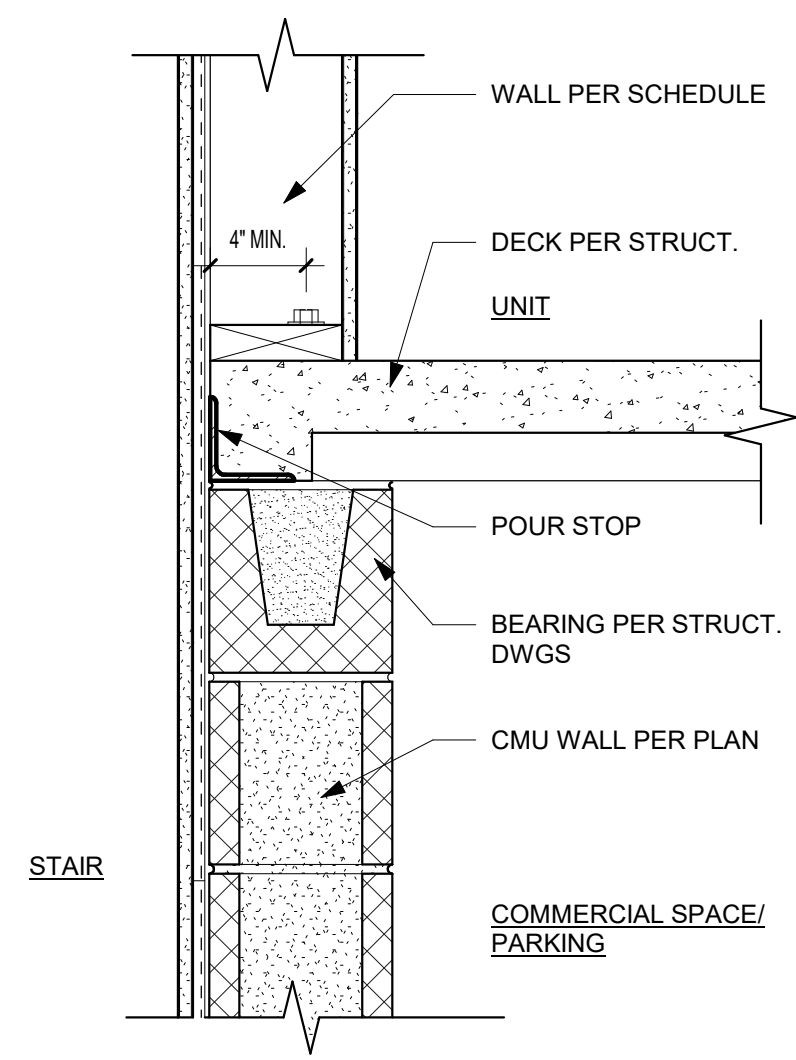 WALL PER SCHEDULE
4" MIN.
DECK PER STRUCT.
UNIT
POUR STOP
BEARING PER STRUCT.
DWGS
CMU WALL PER PLAN
STAIR
COMMERCIAL SPACE/
PARKING